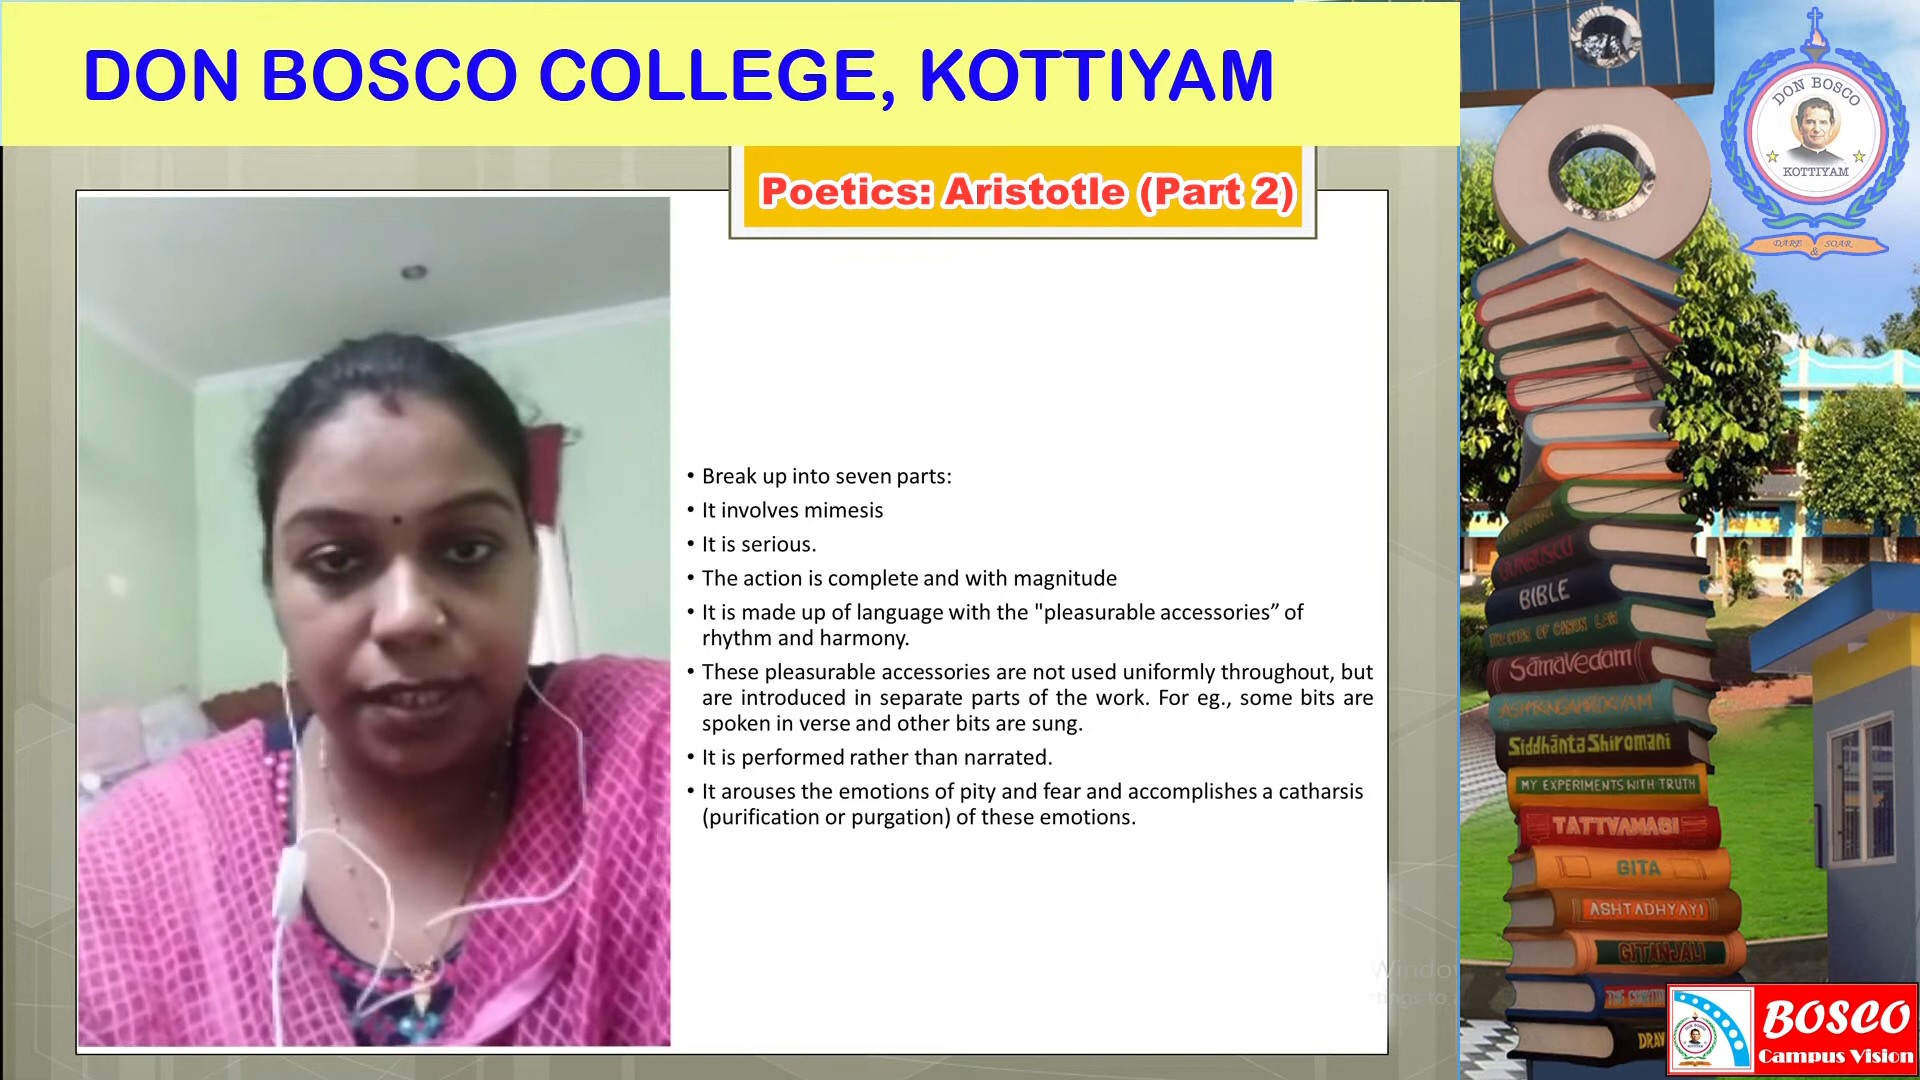 DON BOSCO COLLEGE, KOTTIYAM
Poetics: Aristotle (Part 2)
• Break up into seven parts:
• It involves mimesis
• It is serious.
• The action is complete and with magnitude
• It is made up of language with the "pleasurable accessories” of
rhythm and harmony.
• These pleasurable accessories are not used uniformly throughout, but
are introduced in separate parts of the work. For eg., some bits are
spoken in verse and other bits are sung.
• It is performed rather than narrated.
• It arouses the emotions of pity and fear and accomplishes a catharsis
(purification or purgation) of these emotions.
DON BOSCO
KOTTIYAM
DARE & SOAR
BIBLE
SāmaVedam
Siddhānta Shiromani
MY EXPERIMENTS WITH TRUTH
TATTVAMASI
GITA
ASHTADHYAYI
GITANJALI
BOSCO
Campus Vision